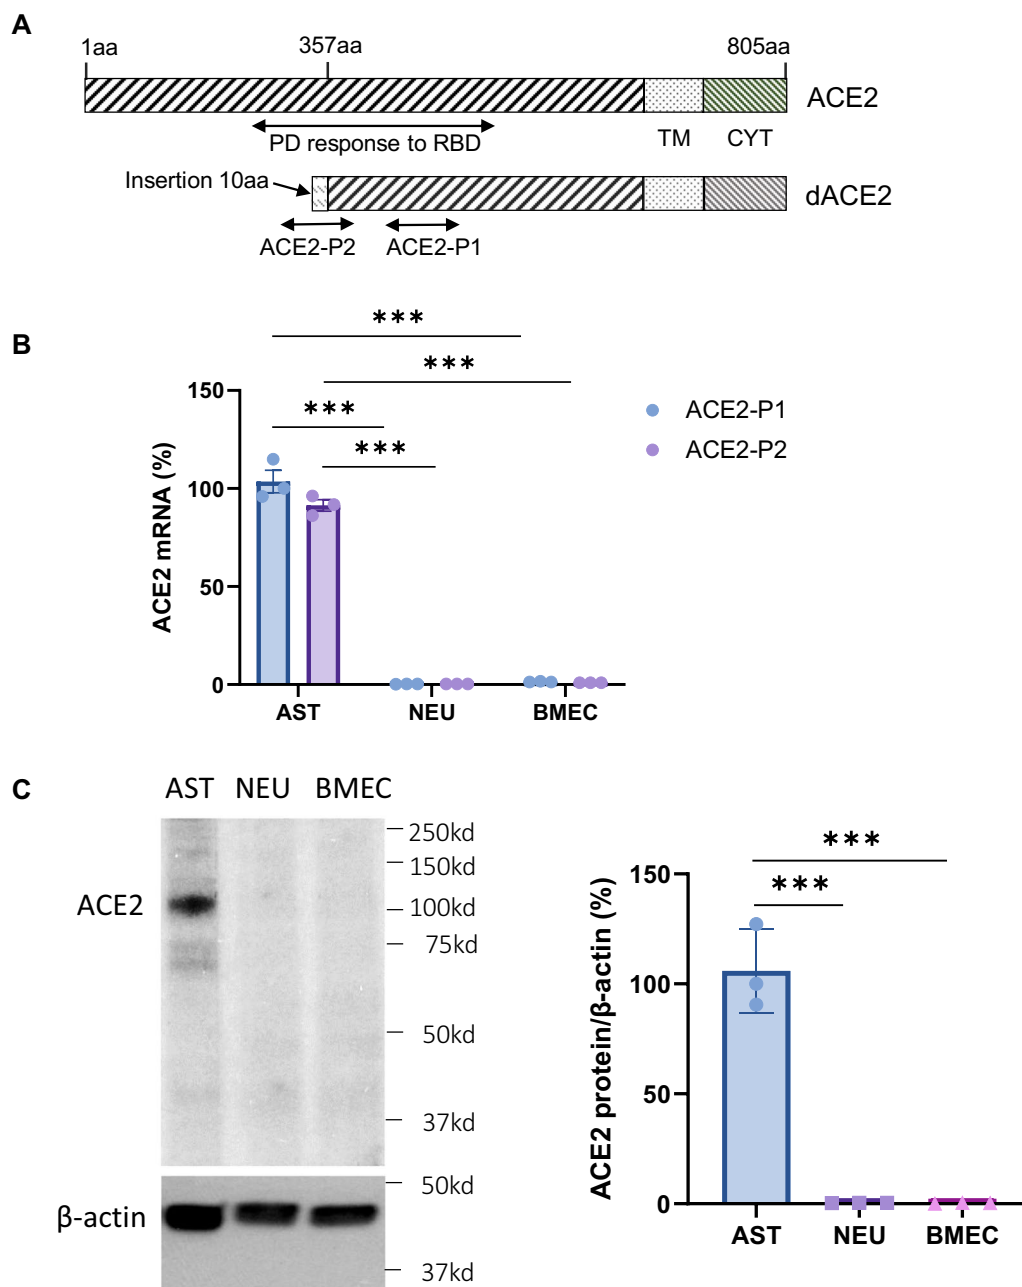 A
1aa 357aa 805aa
ACE2
PD response to RBD TM CYT
Insertion 10aa
dACE2
ACE2-P2 ACE2-P1
B
***
***
***
***
ACE2-P1
ACE2-P2
ACE2 mRNA (%)
150
100
50
0
AST NEU BMEC
C
AST NEU BMEC
250kd
150kd
ACE2
100kd
75kd
50kd
37kd
β-actin
50kd
37kd
***
***
ACE2 protein/β-actin (%)
150
100
50
0
AST NEU BMEC